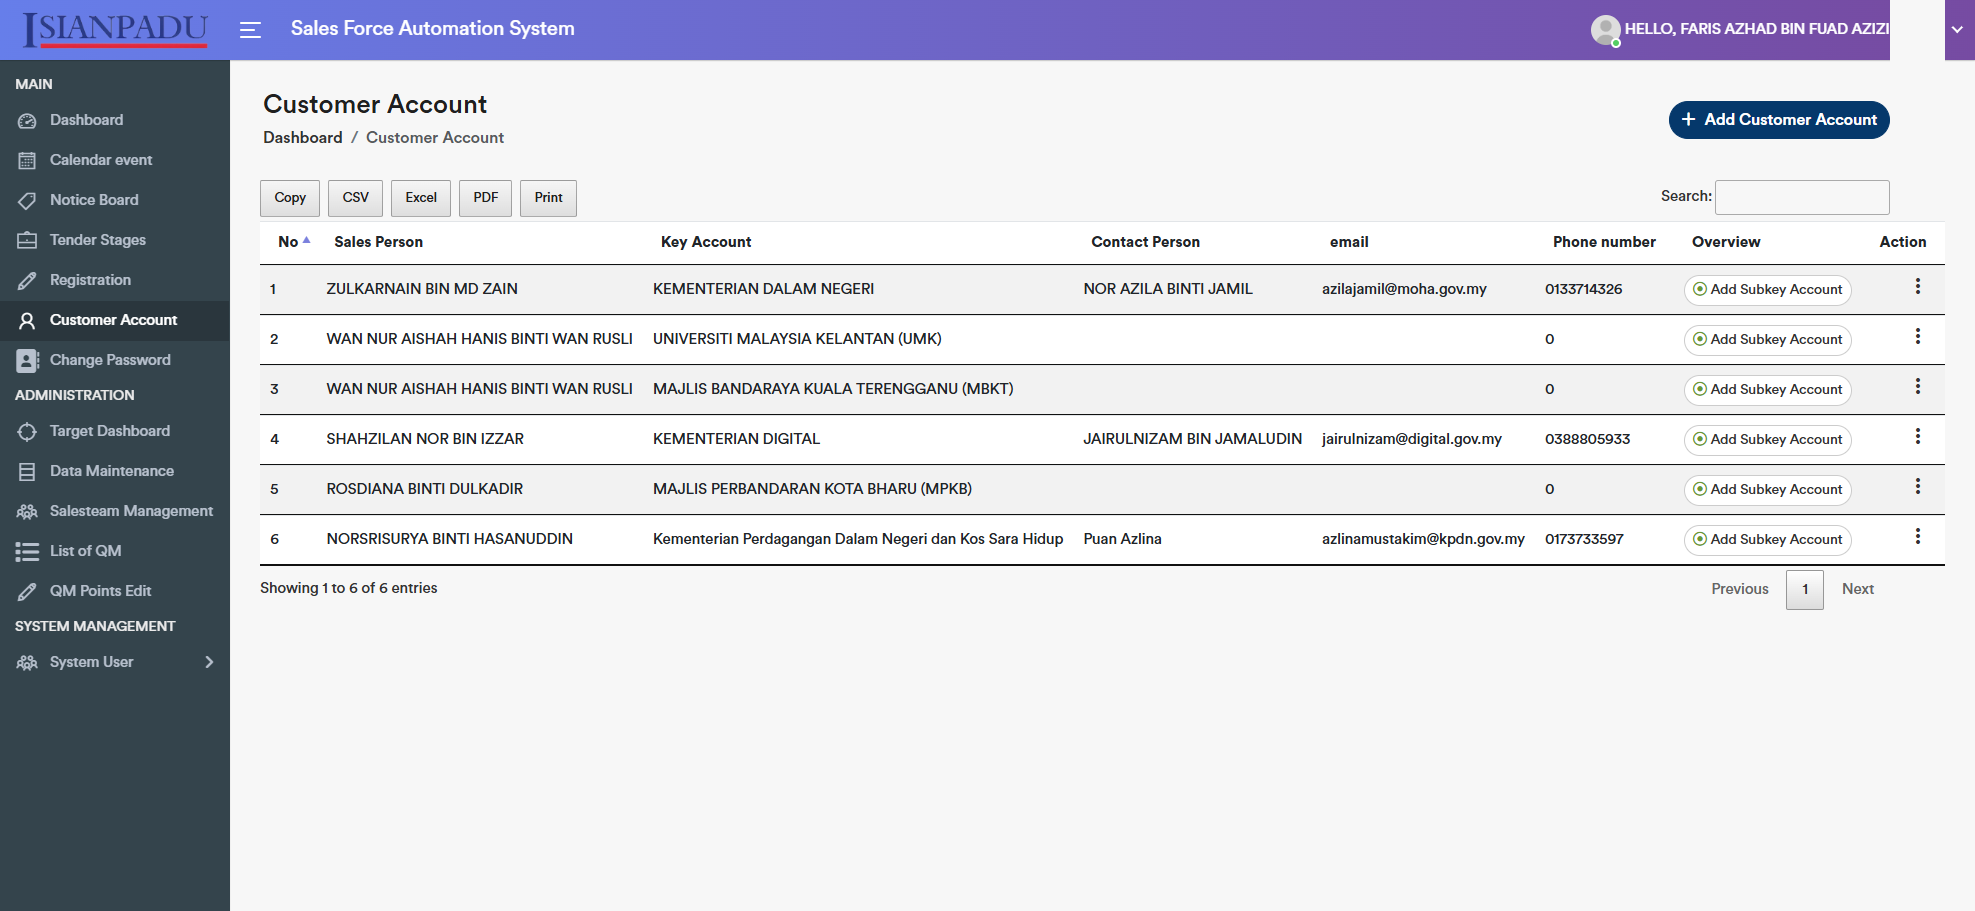 ISIANPADU
Sales Force Automation System
HELLO, FARIS AZHAD BIN FUAD AZIZI
MAIN
Dashboard
Calendar event
Notice Board
Tender Stages
Registration
Customer Account
Change Password
ADMINISTRATION
Target Dashboard
Data Maintenance
Salesteam Management
List of QM
QM Points Edit
SYSTEM MANAGEMENT
System User
Customer Account
Dashboard / Customer Account
+ Add Customer Account
Copy CSV Excel PDF Print
Search:
No Sales Person Key Account Contact Person email Phone number Overview Action
1 ZULKARNAIN BIN MD ZAIN KEMENTERIAN DALAM NEGERI NOR AZILA BINTI JAMIL azilajamil@moha.gov.my 0133714326 Add Subkey Account
2 WAN NUR AISHAH HANIS BINTI WAN RUSLI UNIVERSITI MALAYSIA KELANTAN (UMK) 0 Add Subkey Account
3 WAN NUR AISHAH HANIS BINTI WAN RUSLI MAJLIS BANDARAYA KUALA TERENGGANU (MBKT) 0 Add Subkey Account
4 SHAHZILAN NOR BIN IZZAR KEMENTERIAN DIGITAL JAIRULNIZAM BIN JAMALUDIN jairulnizam@digital.gov.my 0388805933 Add Subkey Account
5 ROSDIANA BINTI DULKADIR MAJLIS PERBANDARAN KOTA BHARU (MPKB) 0 Add Subkey Account
6 NORSRISURYA BINTI HASANUDDIN Kementerian Perdagangan Dalam Negeri dan Kos Sara Hidup Puan Azlina azlinamustakim@kpdn.gov.my 0173733597 Add Subkey Account
Showing 1 to 6 of 6 entries
Previous 1 Next